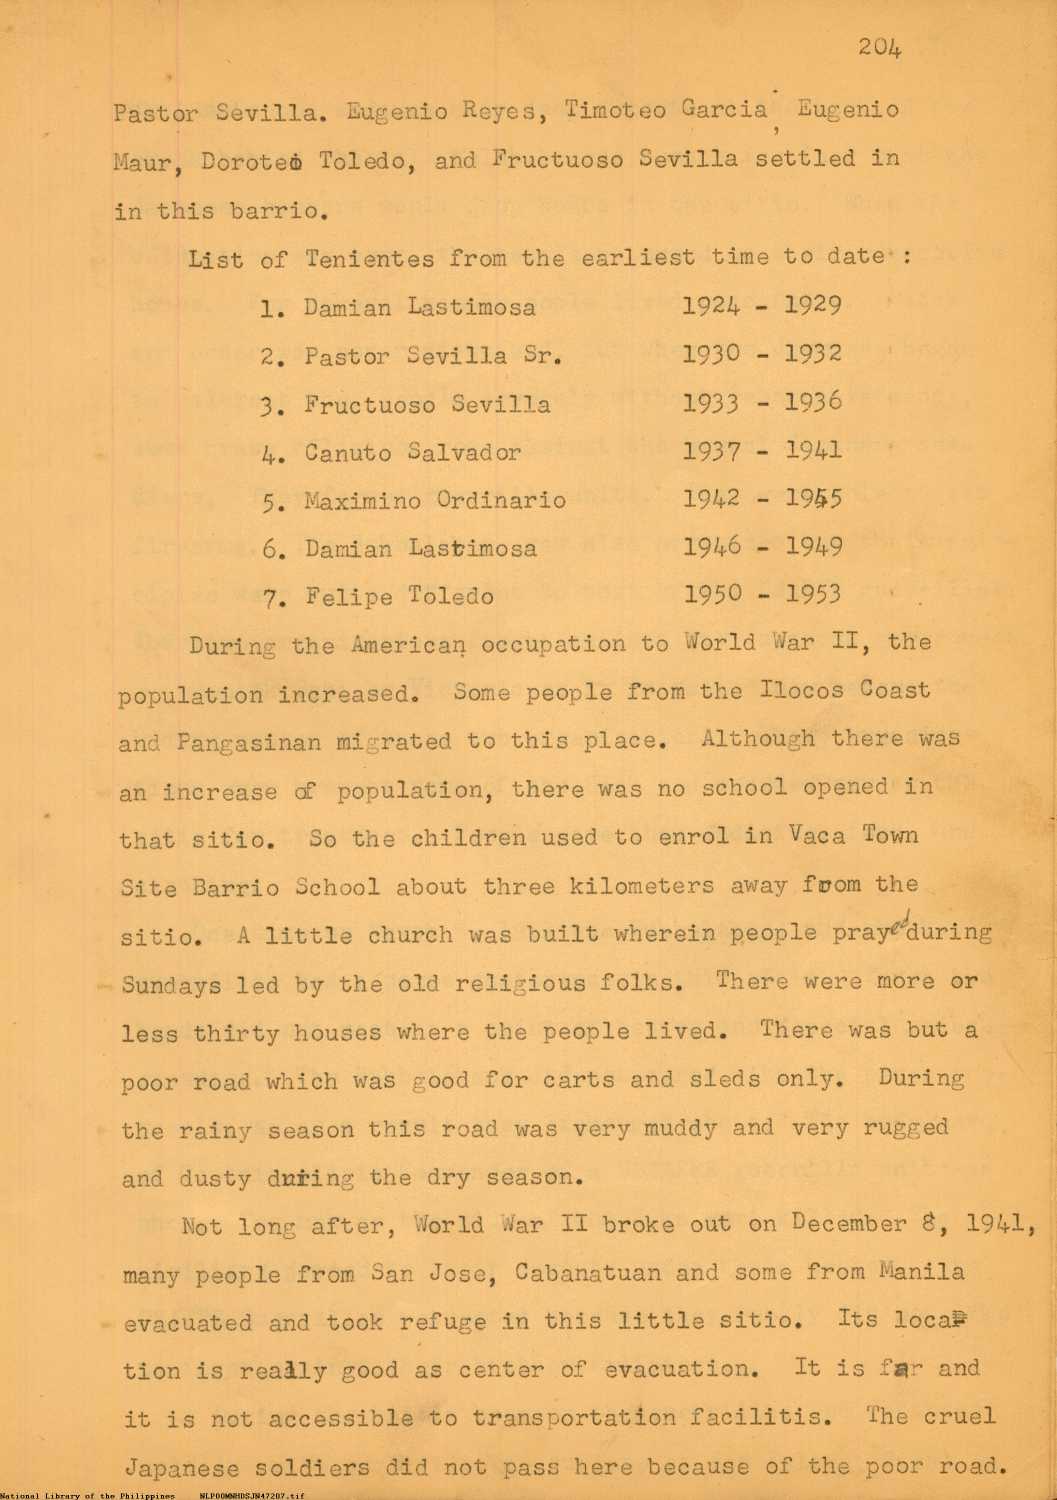 204
Pastor Sevilla. Eugenio Reyes, Timoteo Garcia, Eugenio
Maur, Doroteo Toledo, and Fructuoso Sevilla settled in
in this barrio.
List of Tenientes from the earliest time to date :
1. Damian Lastimosa 1924 - 1929
2. Pastor Sevilla Sr. 1930 - 1932
3. Fructuoso Sevilla 1933 - 1936
4. Canuto Salvador 1937 - 1941
5. Maximino Ordinario 1942 - 1945
6. Damian Lastimosa 1946 - 1949
7. Felipe Toledo 1950 - 1953
During the American occupation to World War II, the
population increased. Some people from the Ilocos Coast
and Pangasinan migrated to this place. Although there was
an increase of population, there was no school opened in
that sitio. So the children used to enrol in Vaca Town
Site Barrio School about three kilometers away from the
sitio. A little church was built wherein people prayed during
Sundays led by the old religious folks. There were more or
less thirty houses where the people lived. There was but a
poor road which was good for carts and sleds only. During
the rainy season this road was very muddy and very rugged
and dusty during the dry season.
Not long after, World War II broke out on December 8, 1941,
many people from San Jose, Cabanatuan and some from Manila
evacuated and took refuge in this little sitio. Its loca-
tion is really good as center of evacuation. It is far and
it is not accessible to transportation facilitis. The cruel
Japanese soldiers did not pass here because of the poor road.
National Library of the Philippines NLP00MNHDSJN47207.tif